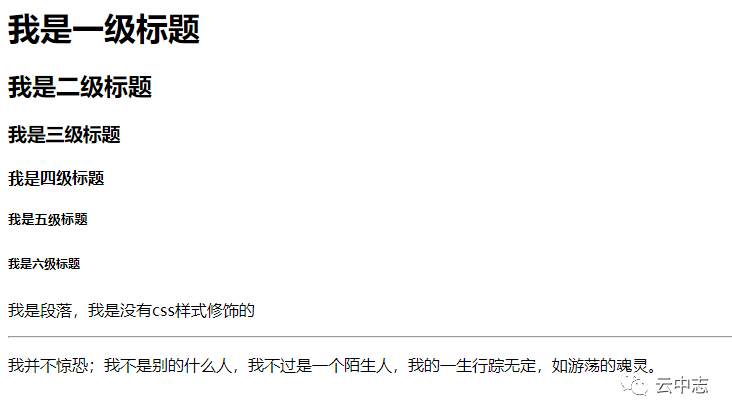 我是一级标题
我是二级标题
我是三级标题
我是四级标题
我是五级标题
我是六级标题
我是段落，我是没有css样式修饰的
我并不惊恐；我不是别的什么人，我不过是一个陌生人，我的一生行踪无定，如游荡的魂灵。
云中志